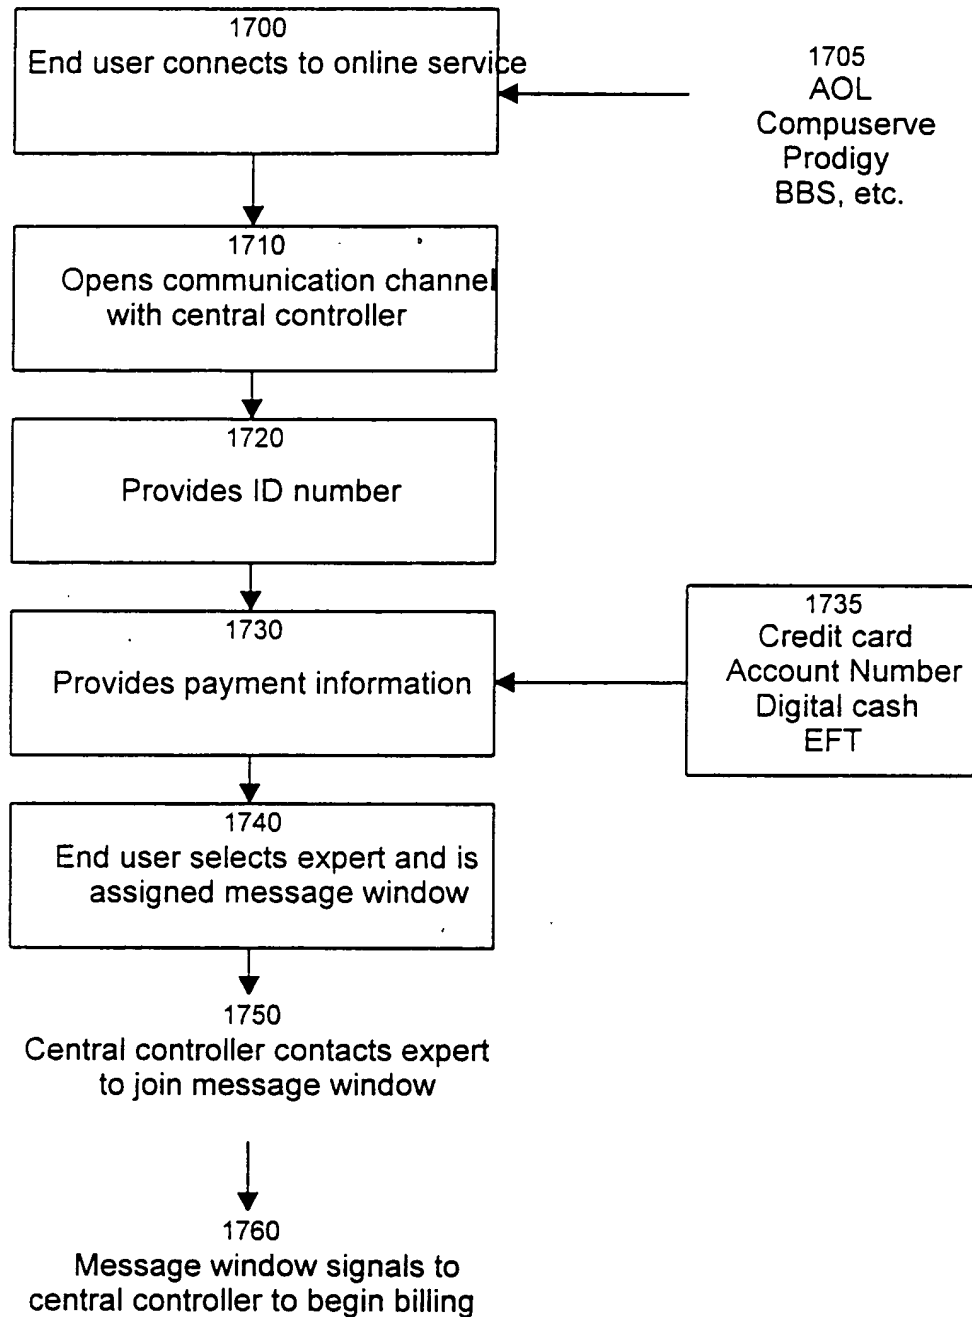 1700
End user connects to online service
1705
AOL
Compuserve
Prodigy
BBS, etc.
1710
Opens communication channel
with central controller
1720
Provides ID number
1730
Provides payment information
1735
Credit card
Account Number
Digital cash
EFT
1740
End user selects expert and is
assigned message window
1750
Central controller contacts expert
to join message window
1760
Message window signals to
central controller to begin billing